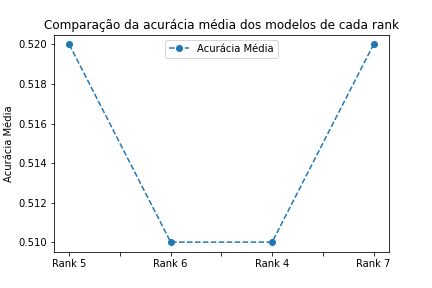 Comparação da acurácia média dos modelos de cada rank
Acurácia Média
Acurácia Média
0.520
0.518
0.516
0.514
0.512
0.510
Rank 5 Rank 6 Rank 4 Rank 7